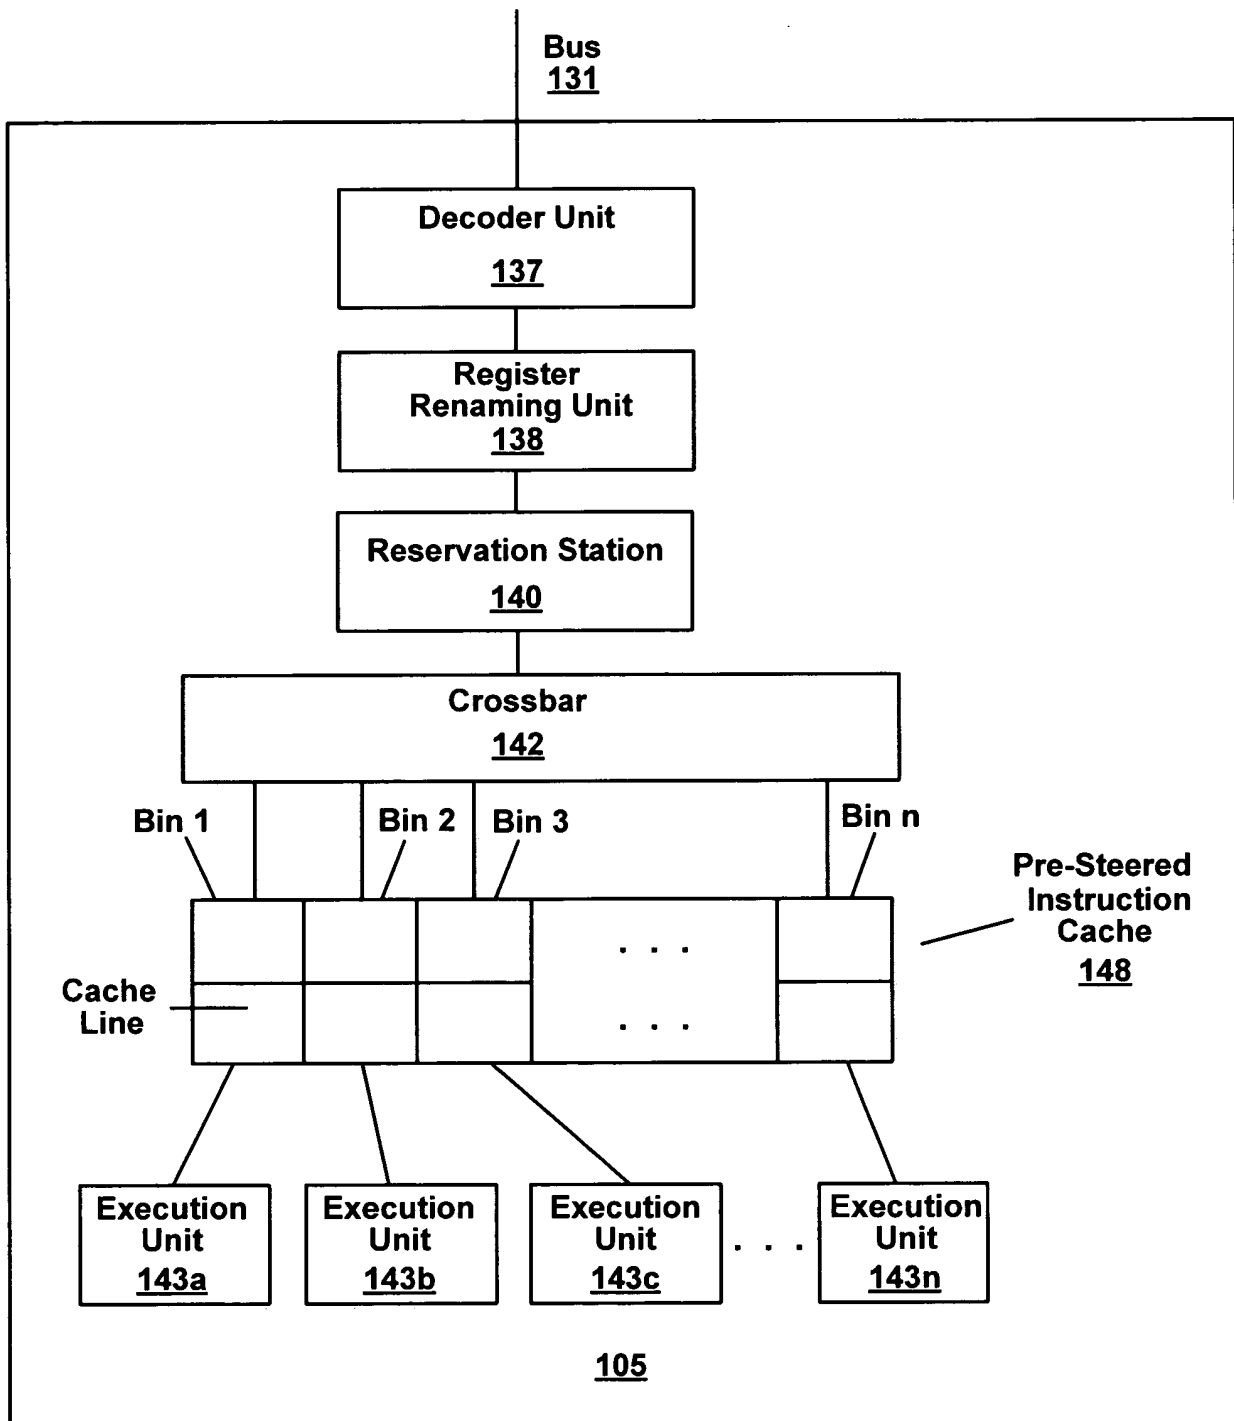 Bus
131
Decoder Unit
137
Register
Renaming Unit
138
Reservation Station
140
Crossbar
142
Bin 1
Bin 2
Bin 3
Bin n
Pre-Steered
Instruction
Cache
148
. . .
Cache
Line
. . .
Execution
Unit
143a
Execution
Unit
143b
Execution
Unit
143c
. . . .
Execution
Unit
143n
105